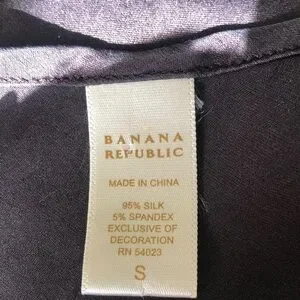 BANANA
REPUBLIC
MADE IN CHINA
95% SILK
5% SPANDEX
EXCLUSIVE OF
DECORATION
RN 54023
S